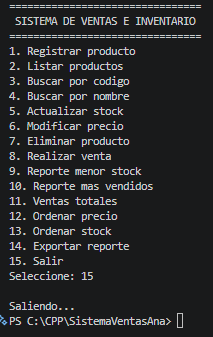 ================================
SISTEMA DE VENTAS E INVENTARIO
================================
1. Registrar producto
2. Listar productos
3. Buscar por codigo
4. Buscar por nombre
5. Actualizar stock
6. Modificar precio
7. Eliminar producto
8. Realizar venta
9. Reporte menor stock
10. Reporte mas vendidos
11. Ventas totales
12. Ordenar precio
13. Ordenar stock
14. Exportar reporte
15. Salir
Seleccione: 15
Saliendo...
PS C:\CPP\SistemaVentasAna>